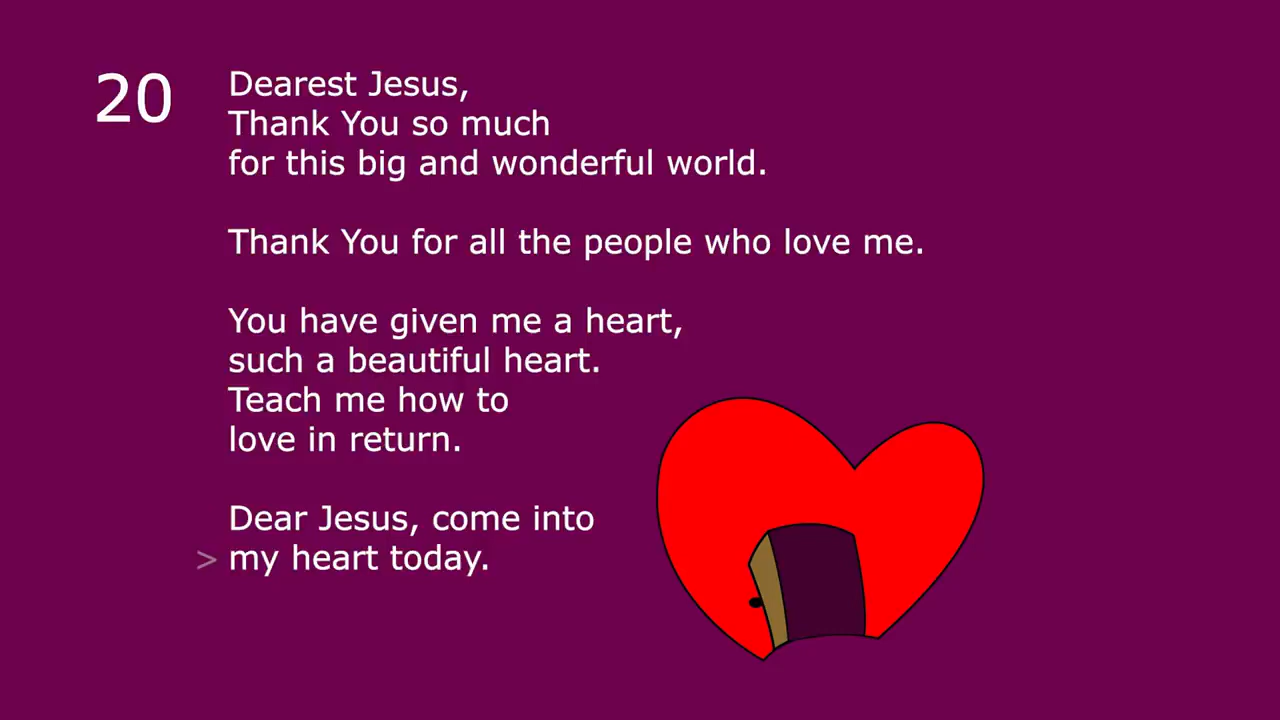 20
Dearest Jesus,
Thank You so much
for this big and wonderful world.
Thank You for all the people who love me.
You have given me a heart,
such a beautiful heart.
Teach me how to
love in return.
Dear Jesus, come into
> my heart today.